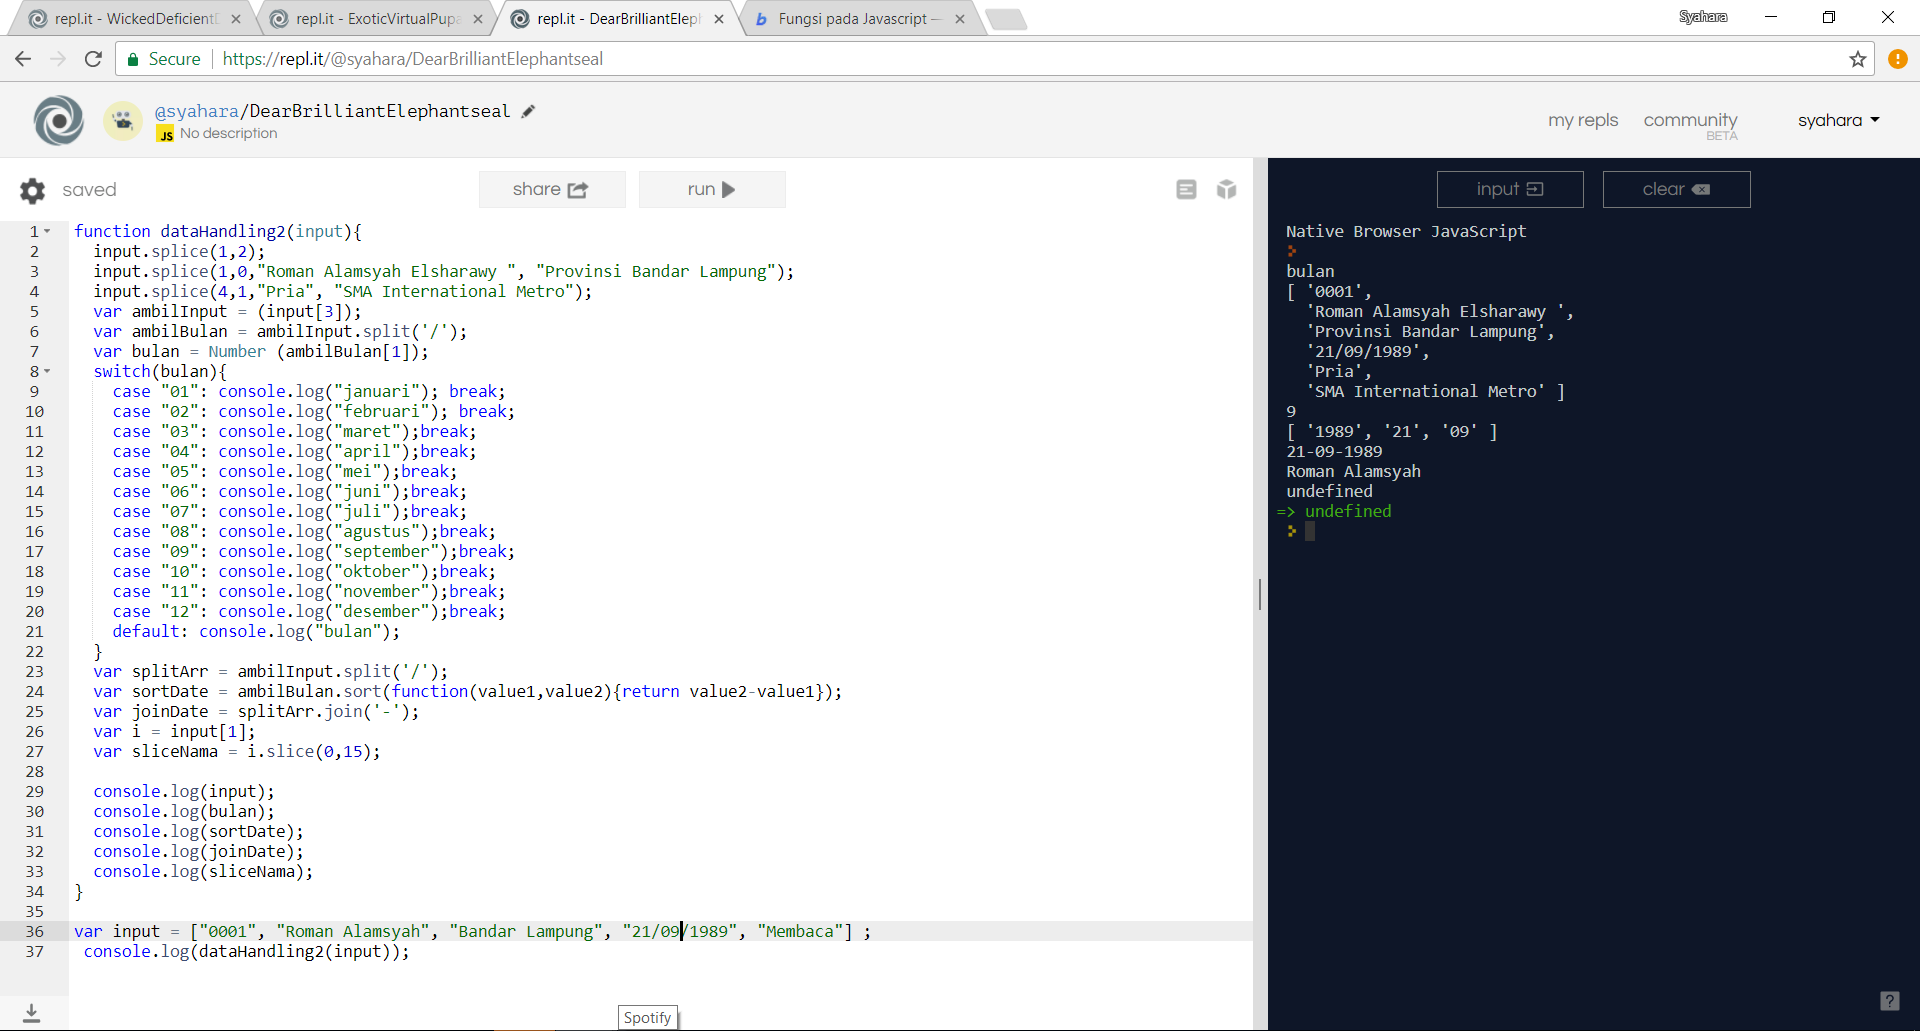 repl.it - WickedDeficient
repl.it - ExoticVirtualPupa
repl.it - DearBrilliantElep
Fungsi pada Javascript —
Syahara
Secure
https://repl.it/@syahara/DearBrilliantElephantseal
@syahara/DearBrilliantElephantseal
JS No description
my repls
community
BETA
syahara
saved
share
run
1 function dataHandling2(input){
2 input.splice(1,2);
3 input.splice(1,0,"Roman Alamsyah Elsharawy ", "Provinsi Bandar Lampung");
4 input.splice(4,1,"Pria", "SMA International Metro");
5 var ambilInput = (input[3]);
6 var ambilBulan = ambilInput.split('/');
7 var bulan = Number (ambilBulan[1]);
8 switch(bulan){
9 case "01": console.log("januari"); break;
10 case "02": console.log("februari"); break;
11 case "03": console.log("maret");break;
12 case "04": console.log("april");break;
13 case "05": console.log("mei");break;
14 case "06": console.log("juni");break;
15 case "07": console.log("juli");break;
16 case "08": console.log("agustus");break;
17 case "09": console.log("september");break;
18 case "10": console.log("oktober");break;
19 case "11": console.log("november");break;
20 case "12": console.log("desember");break;
21 default: console.log("bulan");
22 }
23 var splitArr = ambilInput.split('/');
24 var sortDate = ambilBulan.sort(function(value1,value2){return value2-value1});
25 var joinDate = splitArr.join('-');
26 var i = input[1];
27 var sliceNama = i.slice(0,15);
28
29 console.log(input);
30 console.log(bulan);
31 console.log(sortDate);
32 console.log(joinDate);
33 console.log(sliceNama);
34 }
35
36 var input = ["0001", "Roman Alamsyah", "Bandar Lampung", "21/09/1989", "Membaca"] ;
37 console.log(dataHandling2(input));
Spotify
input
clear
Native Browser JavaScript
bulan
[ '0001',
'Roman Alamsyah Elsharawy ',
'Provinsi Bandar Lampung',
'21/09/1989',
'Pria',
'SMA International Metro' ]
9
[ '1989', '21', '09' ]
21-09-1989
Roman Alamsyah
undefined
=> undefined
?